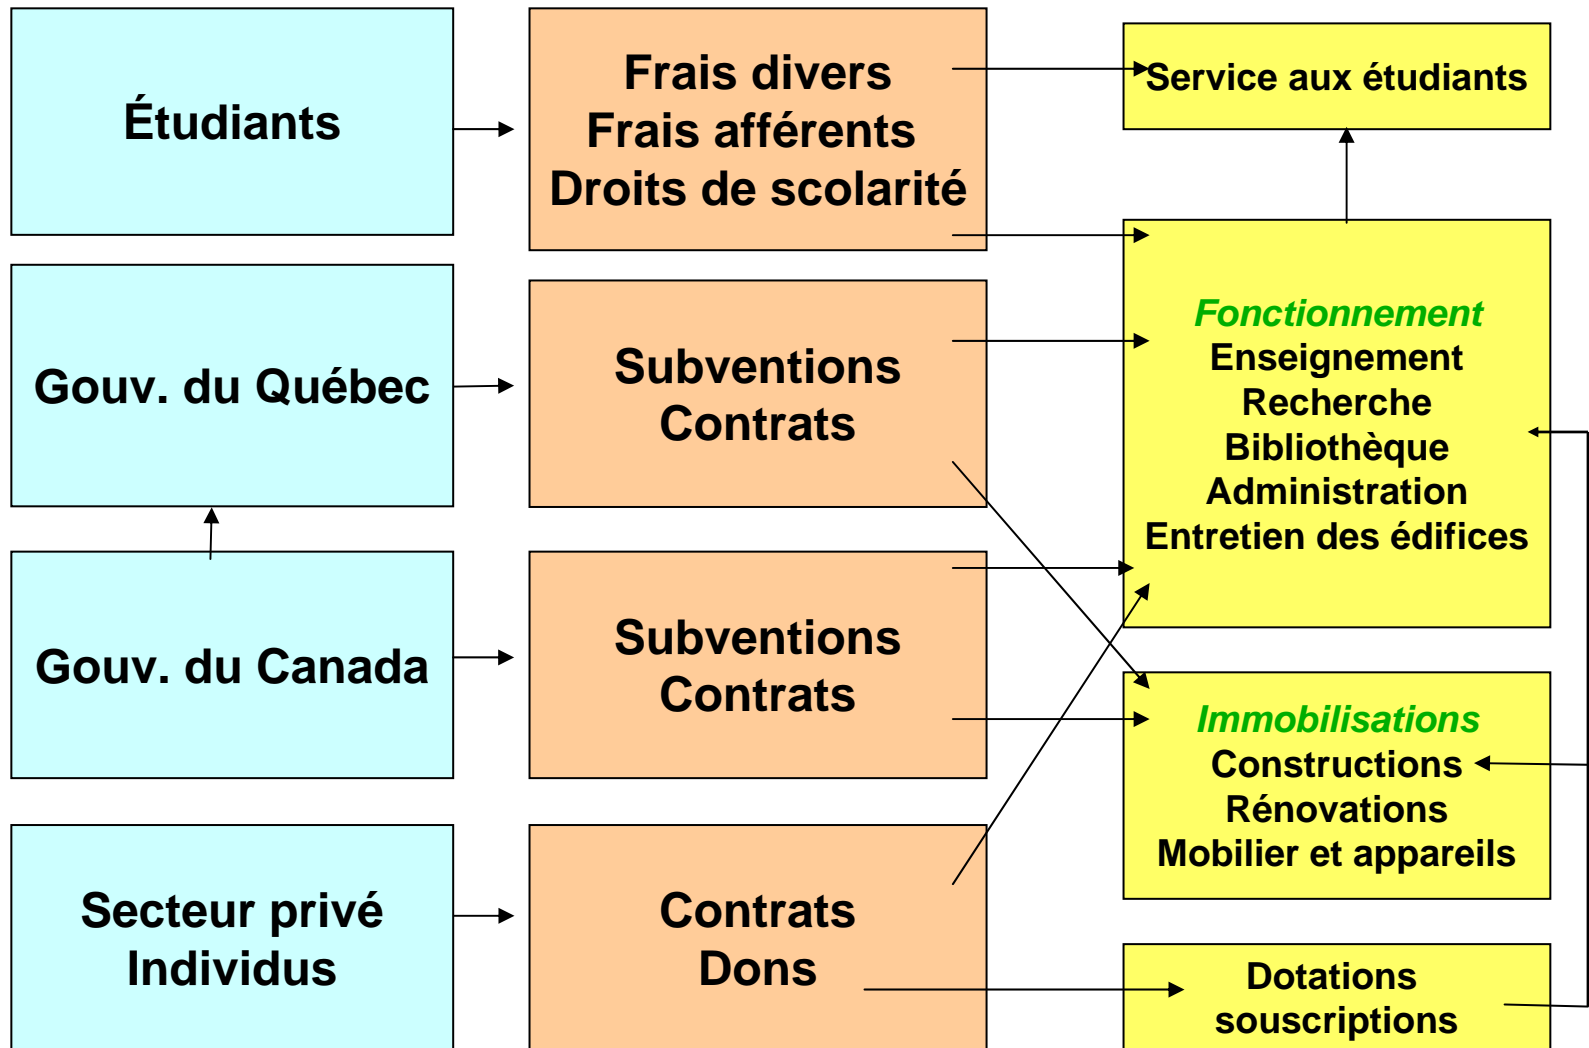 Étudiants
Frais divers
Frais afférents
Droits de scolarité
Service aux étudiants
Gouv. du Québec
Subventions
Contrats
Fonctionnement
Enseignement
Recherche
Bibliothèque
Administration
Entretien des édifices
Gouv. du Canada
Subventions
Contrats
Immobilisations
Constructions
Rénovations
Mobilier et appareils
Secteur privé
Individus
Contrats
Dons
Dotations
souscriptions